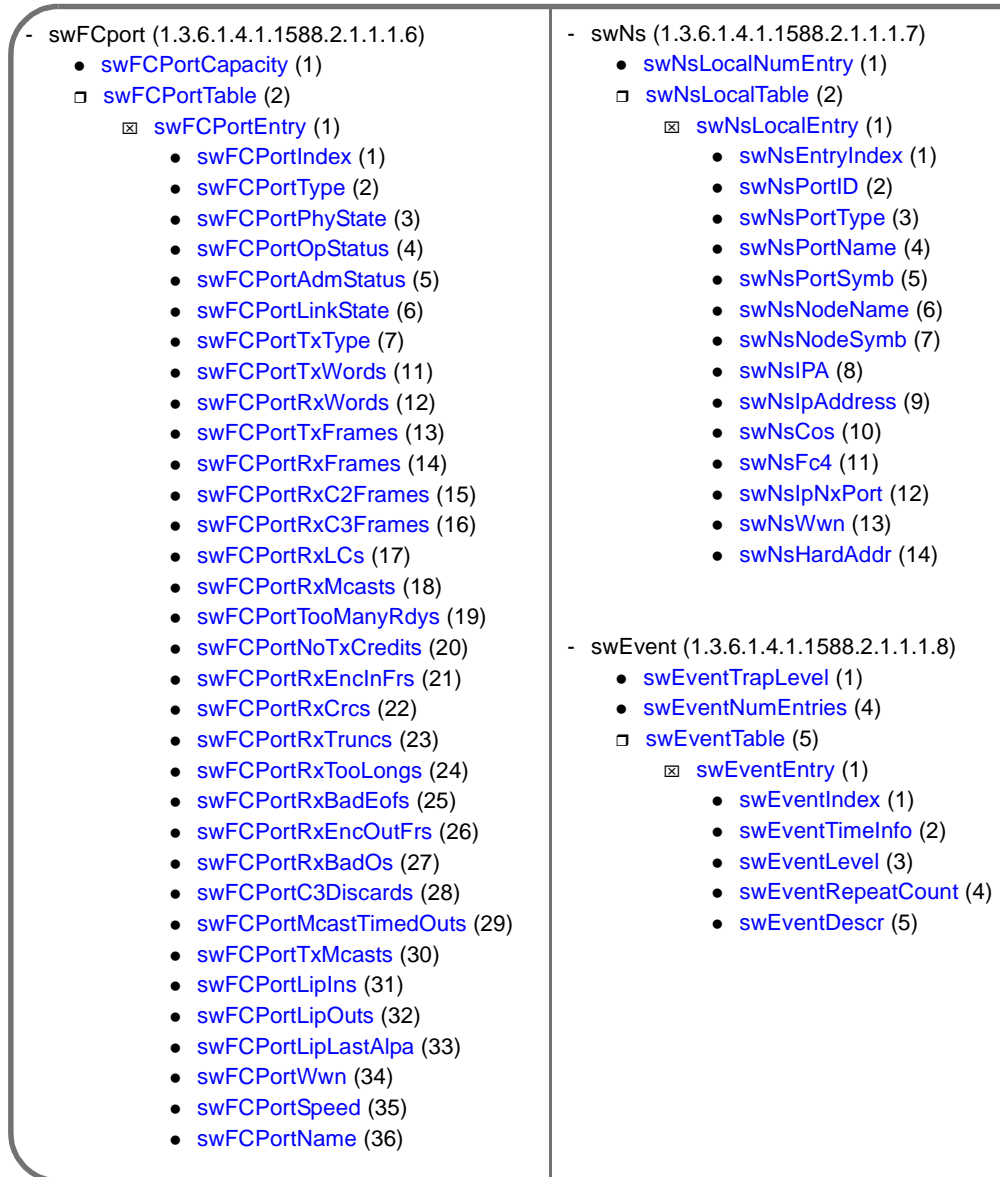 - swFCport (1.3.6.1.4.1.1588.2.1.1.1.6)
● swFCPortCapacity (1)
❒ swFCPortTable (2)
☒ swFCPortEntry (1)
● swFCPortIndex (1)
● swFCPortType (2)
● swFCPortPhyState (3)
● swFCPortOpStatus (4)
● swFCPortAdmStatus (5)
● swFCPortLinkState (6)
● swFCPortTxType (7)
● swFCPortTxWords (11)
● swFCPortRxWords (12)
● swFCPortTxFrames (13)
● swFCPortRxFrames (14)
● swFCPortRxC2Frames (15)
● swFCPortRxC3Frames (16)
● swFCPortRxLCs (17)
● swFCPortRxMcasts (18)
● swFCPortTooManyRdys (19)
● swFCPortNoTxCredits (20)
● swFCPortRxEncInFrs (21)
● swFCPortRxCrcs (22)
● swFCPortRxTruncs (23)
● swFCPortRxTooLongs (24)
● swFCPortRxBadEofs (25)
● swFCPortRxEncOutFrs (26)
● swFCPortRxBadOs (27)
● swFCPortC3Discards (28)
● swFCPortMcastTimedOuts (29)
● swFCPortTxMcasts (30)
● swFCPortLipIns (31)
● swFCPortLipOuts (32)
● swFCPortLipLastAlpa (33)
● swFCPortWwn (34)
● swFCPortSpeed (35)
● swFCPortName (36)
- swNs (1.3.6.1.4.1.1588.2.1.1.1.7)
● swNsLocalNumEntry (1)
❒ swNsLocalTable (2)
☒ swNsLocalEntry (1)
● swNsEntryIndex (1)
● swNsPortID (2)
● swNsPortType (3)
● swNsPortName (4)
● swNsPortSymb (5)
● swNsNodeName (6)
● swNsNodeSymb (7)
● swNsIPA (8)
● swNsIpAddress (9)
● swNsCos (10)
● swNsFc4 (11)
● swNsIpNxPort (12)
● swNsWwn (13)
● swNsHardAddr (14)
- swEvent (1.3.6.1.4.1.1588.2.1.1.1.8)
● swEventTrapLevel (1)
● swEventNumEntries (4)
❒ swEventTable (5)
☒ swEventEntry (1)
● swEventIndex (1)
● swEventTimeInfo (2)
● swEventLevel (3)
● swEventRepeatCount (4)
● swEventDescr (5)